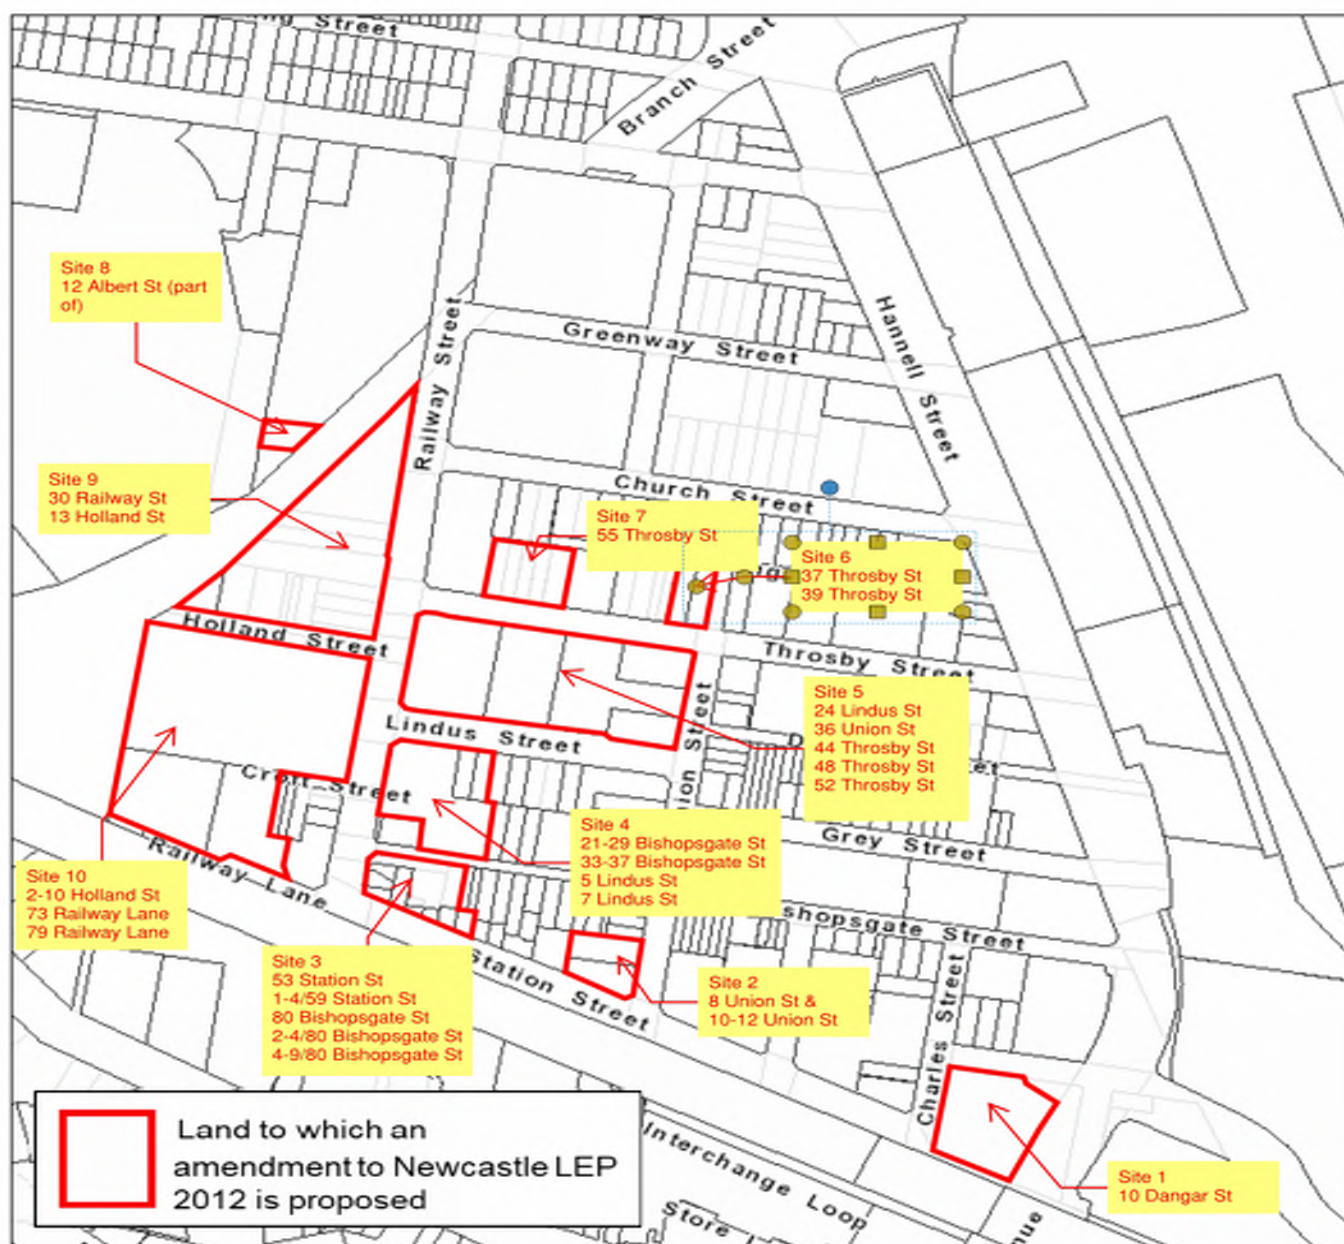 Street
Branch Street
Site 8
12 Albert St (part
of)
Railway Street
Greenway Street
Hannell Street
Site 9
30 Railway St
13 Holland St
Church Street
Site 7
55 Throsby St
Site 6
37 Throsby St
39 Throsby St
Holland Street
Throsby Street
Site 5
24 Lindus St
36 Union St
44 Throsby St
48 Throsby St
52 Throsby St
Lindus Street
Croft Street
Site 4
21-29 Bishopsgate St
33-37 Bishopsgate St
5 Lindus St
7 Lindus St
Grey Street
Railway Lane
Site 10
2-10 Holland St
73 Railway Lane
79 Railway Lane
shopsgate Street
Site 3
53 Station St
1-4/59 Station St
80 Bishopsgate St
2-4/80 Bishopsgate St
4-9/80 Bishopsgate St
Station Street
Site 2
8 Union St &
10-12 Union St
Charles Street
Land to which an
amendment to Newcastle LEP
2012 is proposed
Interchange Loop
Store
Site 1
10 Dangar St